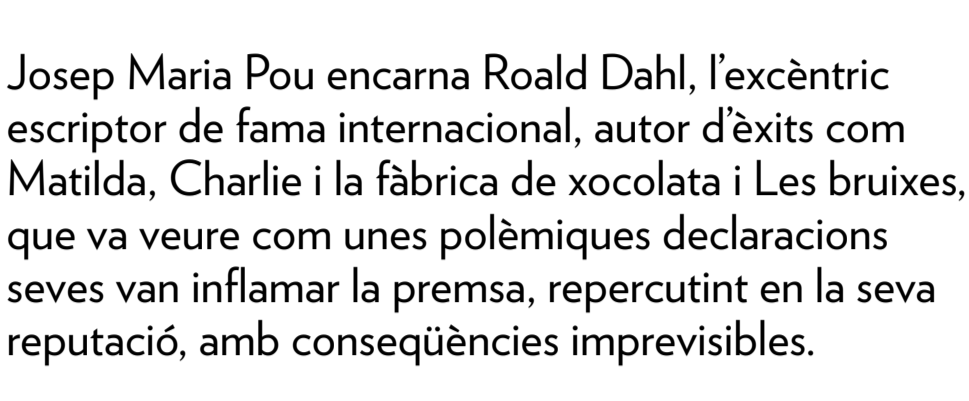 Josep Maria Pou encarna Roald Dahl, l’excèntric
escriptor de fama internacional, autor d’èxits com
Matilda, Charlie i la fàbrica de xocolata i Les bruixes,
que va veure com unes polèmiques declaracions
seves van inflamar la premsa, repercutint en la seva
reputació, amb conseqüències imprevisibles.